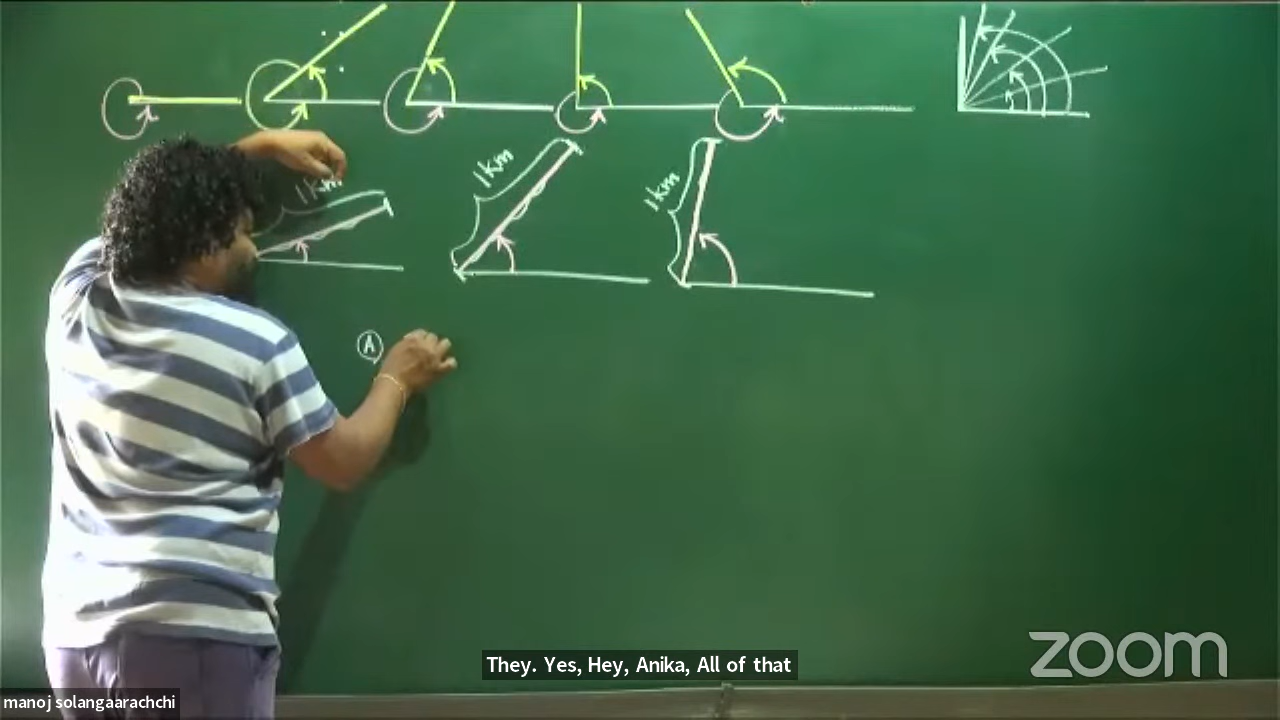 1km
1km
1km
A
They. Yes, Hey, Anika, All of that
zoom
manoj solangaarachchi